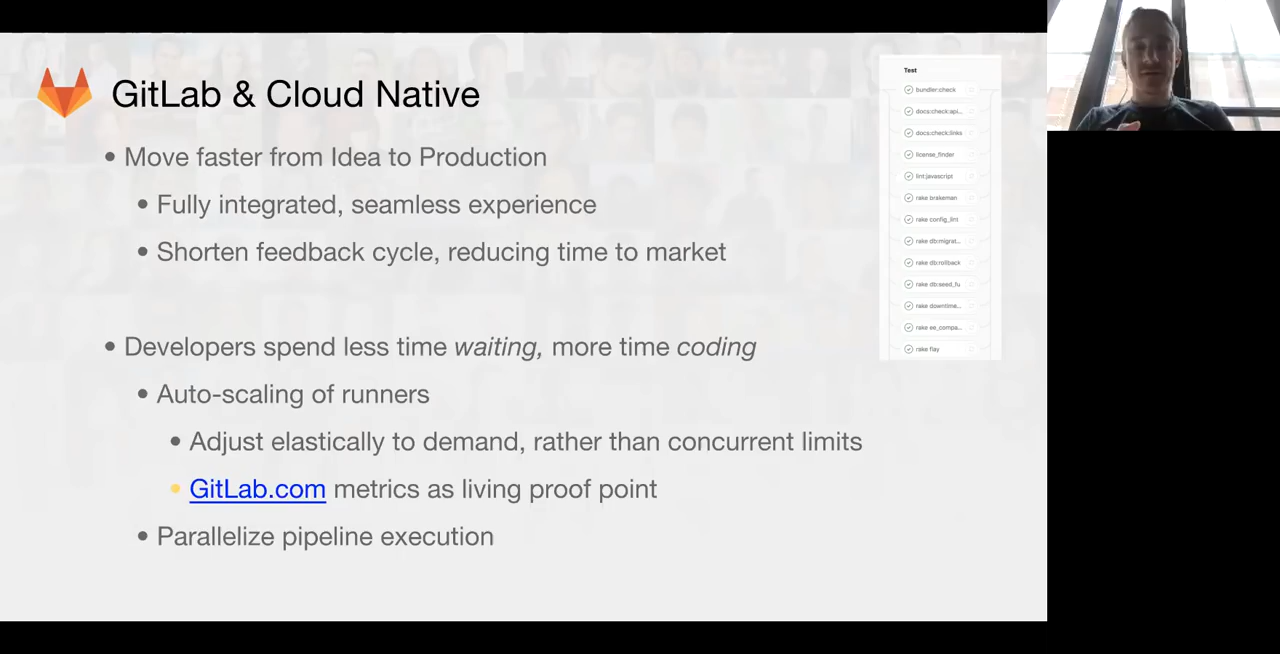 GitLab & Cloud Native
• Move faster from Idea to Production
• Fully integrated, seamless experience
• Shorten feedback cycle, reducing time to market
• Developers spend less time waiting, more time coding
• Auto-scaling of runners
• Adjust elastically to demand, rather than concurrent limits
• GitLab.com metrics as living proof point
• Parallelize pipeline execution
Test
bundler:check
docs:check:api...
docs:check:links
license_finder
lint:javascript
rake brakeman
rake config_lint
rake db:migrat...
rake db:rollback
rake db:seed_fu
rake downtime...
rake ee_compa...
rake flay